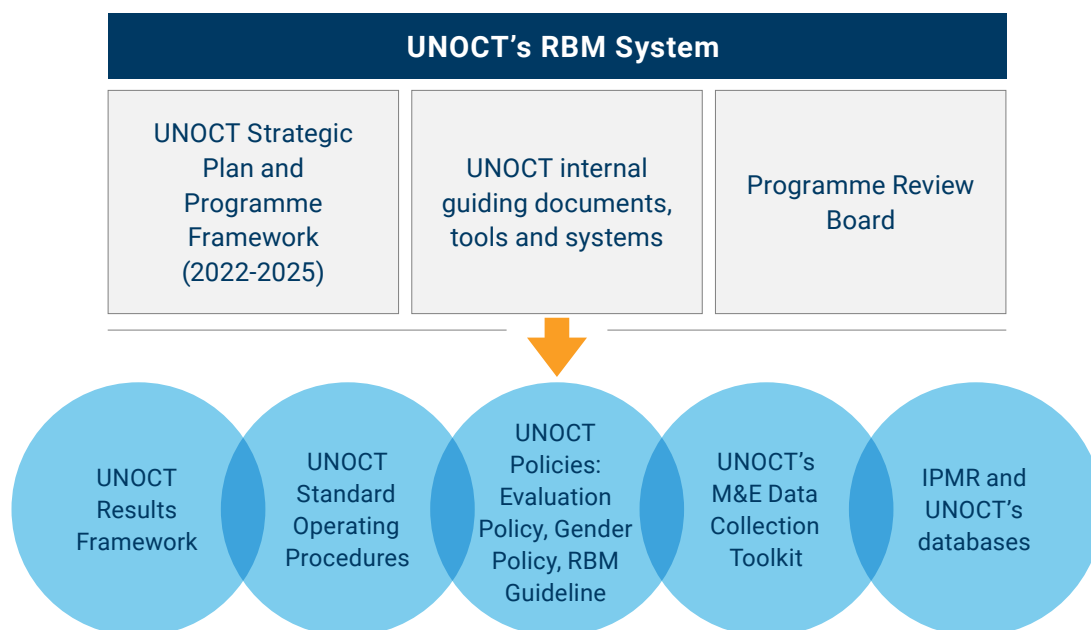 UNOCT’s RBM System
UNOCT Strategic
Plan and
Programme
Framework
(2022-2025)
UNOCT internal
guiding documents,
tools and systems
Programme Review
Board
UNOCT
Results
Framework
UNOCT
Standard
Operating
Procedures
UNOCT
Policies:
Evaluation
Policy, Gender
Policy, RBM
Guideline
UNOCT’s
M&E Data
Collection
Toolkit
IPMR and
UNOCT’s
databases